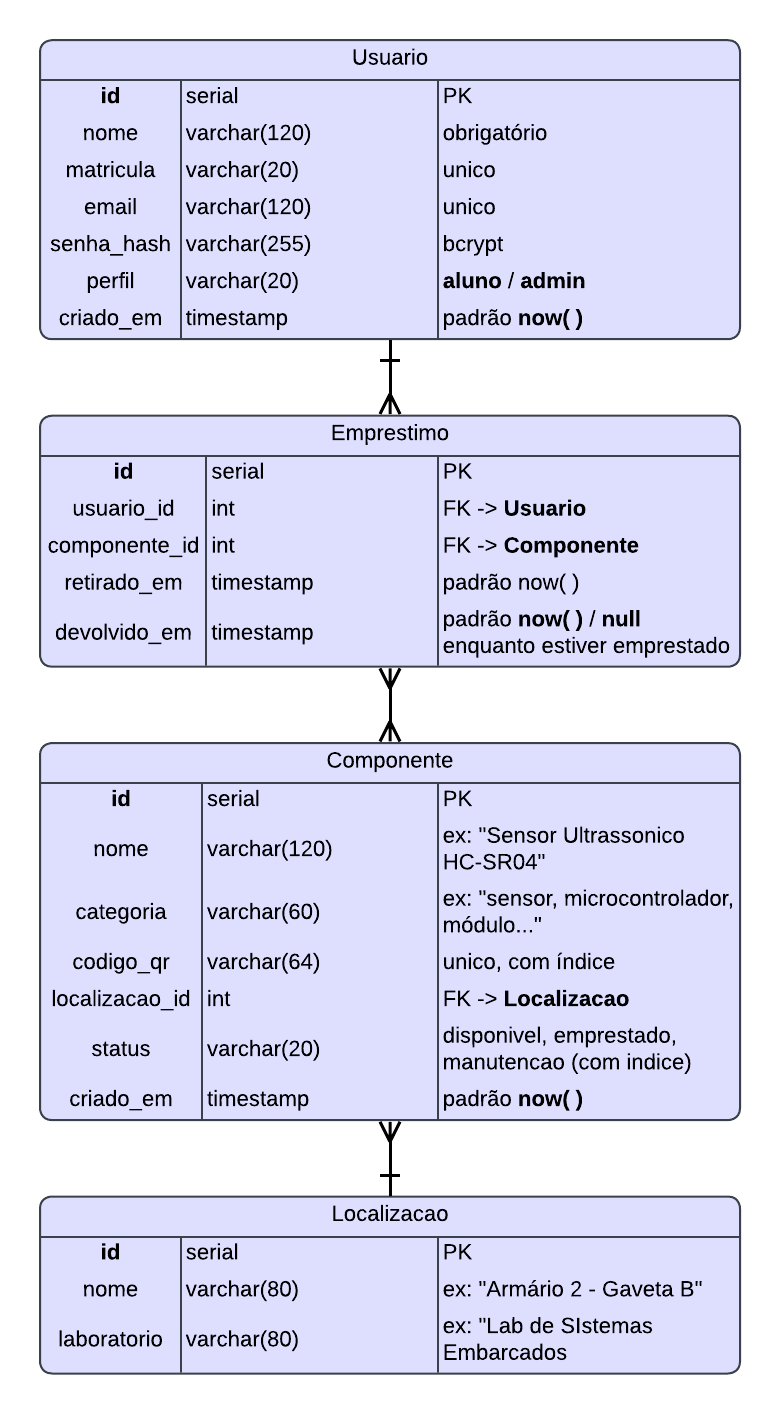 Usuario
id serial PK
nome varchar(120) obrigatório
matricula varchar(20) unico
email varchar(120) unico
senha_hash varchar(255) bcrypt
perfil varchar(20) aluno / admin
criado_em timestamp padrão now( )
Emprestimo
id serial PK
usuario_id int FK -> Usuario
componente_id int FK -> Componente
retirado_em timestamp padrão now( )
devolvido_em timestamp padrão now( ) / null
enquanto estiver emprestado
Componente
id serial PK
nome varchar(120) ex: "Sensor Ultrassonico
HC-SR04"
categoria varchar(60) ex: "sensor, microcontrolador,
módulo..."
codigo_qr varchar(64) unico, com índice
localizacao_id int FK -> Localizacao
status varchar(20) disponivel, emprestado,
manutencao (com indice)
criado_em timestamp padrão now( )
Localizacao
id serial PK
nome varchar(80) ex: "Armário 2 - Gaveta B"
laboratorio varchar(80) ex: "Lab de SIstemas
Embarcados